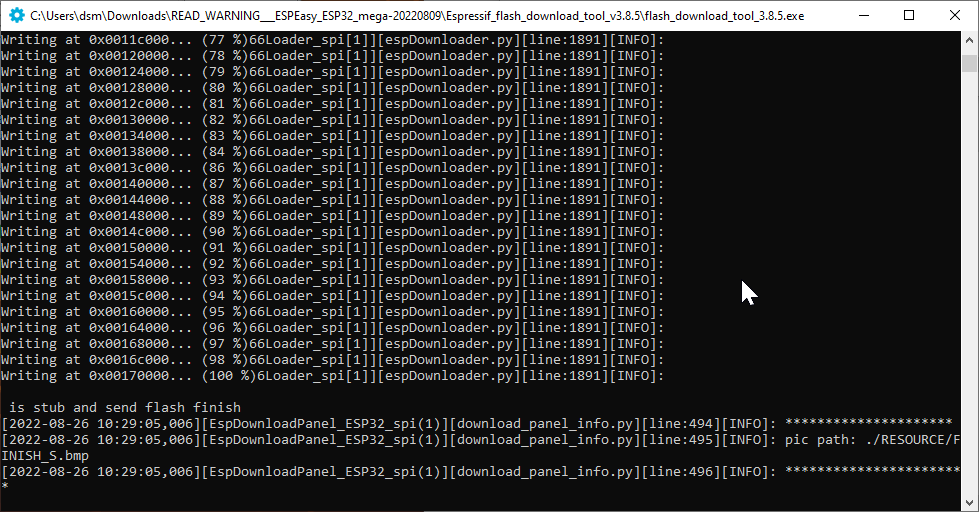 C:\Users\dsm\Downloads\READ_WARNING___ESPEasy_ESP32_mega-20220809\Espressif_flash_download_tool_v3.8.5\flash_download_tool_3.8.5.exe
Writing at 0x0011c000... (77 %)66Loader_spi[1]][espDownloader.py][line:1891][INFO]:
Writing at 0x00120000... (78 %)66Loader_spi[1]][espDownloader.py][line:1891][INFO]:
Writing at 0x00124000... (79 %)66Loader_spi[1]][espDownloader.py][line:1891][INFO]:
Writing at 0x00128000... (80 %)66Loader_spi[1]][espDownloader.py][line:1891][INFO]:
Writing at 0x0012c000... (81 %)66Loader_spi[1]][espDownloader.py][line:1891][INFO]:
Writing at 0x00130000... (82 %)66Loader_spi[1]][espDownloader.py][line:1891][INFO]:
Writing at 0x00134000... (83 %)66Loader_spi[1]][espDownloader.py][line:1891][INFO]:
Writing at 0x00138000... (84 %)66Loader_spi[1]][espDownloader.py][line:1891][INFO]:
Writing at 0x0013c000... (86 %)66Loader_spi[1]][espDownloader.py][line:1891][INFO]:
Writing at 0x00140000... (87 %)66Loader_spi[1]][espDownloader.py][line:1891][INFO]:
Writing at 0x00144000... (88 %)66Loader_spi[1]][espDownloader.py][line:1891][INFO]:
Writing at 0x00148000... (89 %)66Loader_spi[1]][espDownloader.py][line:1891][INFO]:
Writing at 0x0014c000... (90 %)66Loader_spi[1]][espDownloader.py][line:1891][INFO]:
Writing at 0x00150000... (91 %)66Loader_spi[1]][espDownloader.py][line:1891][INFO]:
Writing at 0x00154000... (92 %)66Loader_spi[1]][espDownloader.py][line:1891][INFO]:
Writing at 0x00158000... (93 %)66Loader_spi[1]][espDownloader.py][line:1891][INFO]:
Writing at 0x0015c000... (94 %)66Loader_spi[1]][espDownloader.py][line:1891][INFO]:
Writing at 0x00160000... (95 %)66Loader_spi[1]][espDownloader.py][line:1891][INFO]:
Writing at 0x00164000... (96 %)66Loader_spi[1]][espDownloader.py][line:1891][INFO]:
Writing at 0x00168000... (97 %)66Loader_spi[1]][espDownloader.py][line:1891][INFO]:
Writing at 0x0016c000... (98 %)66Loader_spi[1]][espDownloader.py][line:1891][INFO]:
Writing at 0x00170000... (100 %)6Loader_spi[1]][espDownloader.py][line:1891][INFO]:
is stub and send flash finish
[2022-08-26 10:29:05,006][EspDownloadPanel_ESP32_spi(1)][download_panel_info.py][line:494][INFO]: *********************
[2022-08-26 10:29:05,006][EspDownloadPanel_ESP32_spi(1)][download_panel_info.py][line:495][INFO]: pic path: ./RESOURCE/F
INISH_S.bmp
[2022-08-26 10:29:05,006][EspDownloadPanel_ESP32_spi(1)][download_panel_info.py][line:496][INFO]: **********************
*